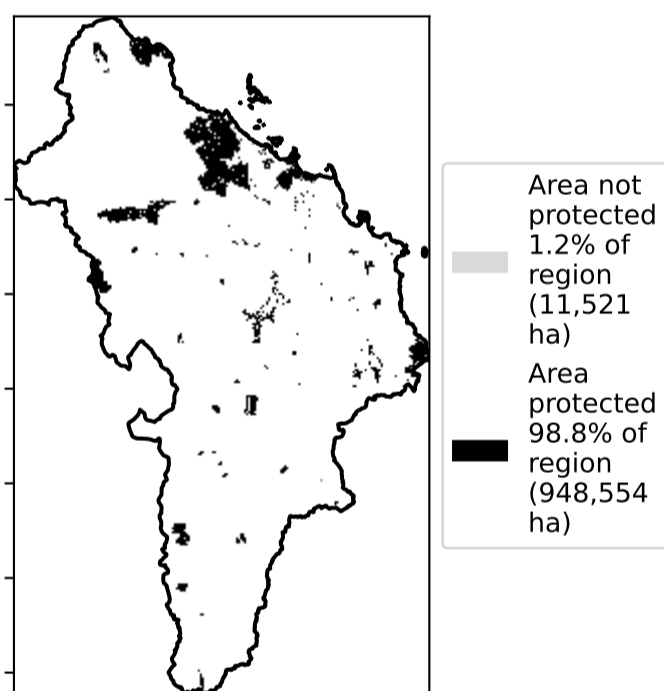 Area not
protected
1.2% of
region
(11,521
ha)
Area
protected
98.8% of
region
(948,554
ha)